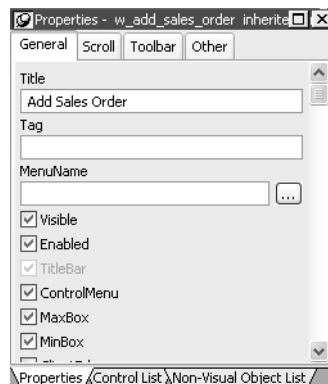 Properties - w_add_sales_order inherite
General Scroll Toolbar Other
Title
Add Sales Order
Tag
MenuName
...
Visible
Enabled
TitleBar
ControlMenu
MaxBox
MinBox
Properties Control List Non-Visual Object List